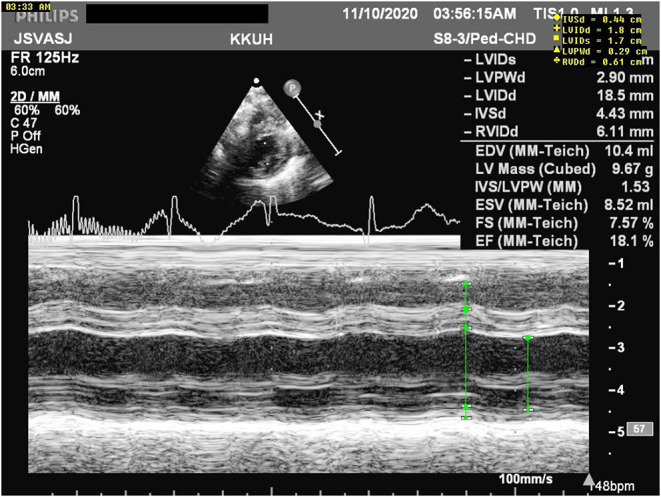 03:33 AM
PHILIPS
11/10/2020 03:56:15AM TIS1.0 MI 1.3
JSVASJ KKUH S8-3/Ped-CHD
IVSd = 0.44 cm
LVIDd = 1.8 cm
LVIDs = 1.7 cm
LVPWd = 0.29 cm
RVDd = 0.61 cm
FR 125Hz
6.0cm
2D / MM
60% 60%
C 47
P Off
HGen
P
– LVIDs m
– LVPWd 2.90 mm
– LVIDd 18.5 mm
– IVSd 4.43 mm
– RVIDd 6.11 mm
EDV (MM-Teich) 10.4 ml
LV Mass (Cubed) 9.67 g
IVS/LVPW (MM) 1.53
ESV (MM-Teich) 8.52 ml
FS (MM-Teich) 7.57 %
EF (MM-Teich) 18.1 %
1
2
3
4
5
57
100mm/s
148bpm